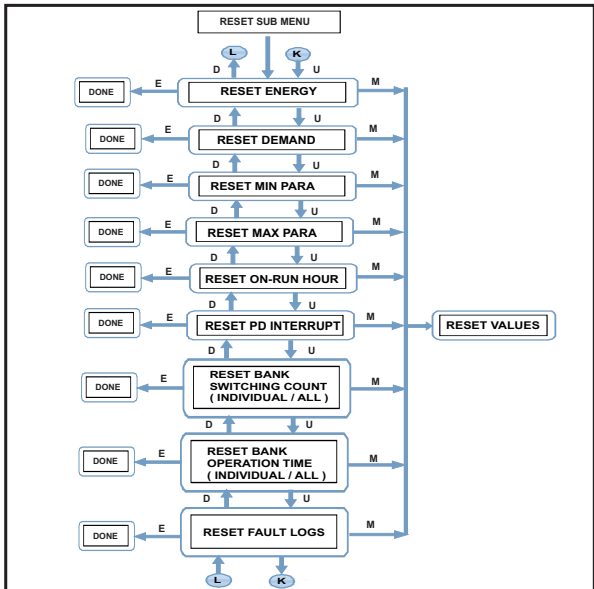 RESET SUB MENU
L K
D U
DONE E RESET ENERGY M
D U
DONE E RESET DEMAND M
D U
DONE E RESET MIN PARA M
D U
DONE E RESET MAX PARA M
D U
DONE E RESET ON-RUN HOUR M
D U
DONE E RESET PD INTERRUPT M RESET VALUES
D U
RESET BANK
DONE E SWITCHING COUNT M
( INDIVIDUAL / ALL )
D U
RESET BANK
DONE E OPERATION TIME M
( INDIVIDUAL / ALL )
D U
DONE E RESET FAULT LOGS M
L K